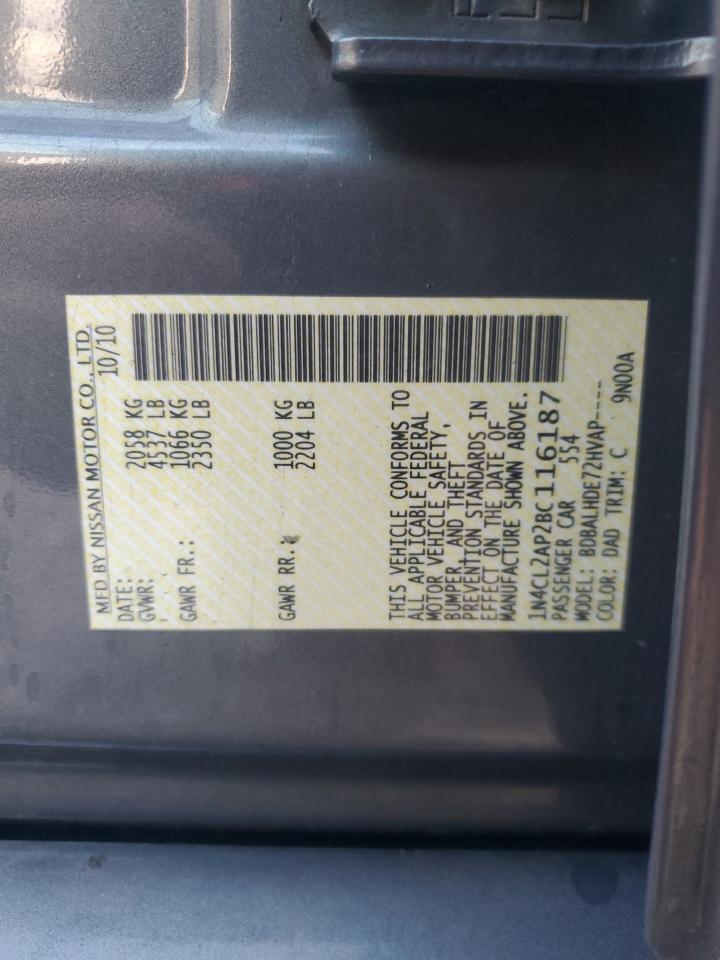 MFD BY NISSAN MOTOR CO., LTD.
DATE: 10/10
GVWR: 2058 KG
4537 LB
GAWR FR.: 1066 KG
2350 LB
GAWR RR.: 1000 KG
2204 LB
THIS VEHICLE CONFORMS TO
ALL APPLICABLE FEDERAL
MOTOR VEHICLE SAFETY,
BUMPER, AND THEFT
PREVENTION STANDARDS IN
EFFECT ON THE DATE OF
MANUFACTURE SHOWN ABOVE.
1N4CL2AP2BC116187
PASSENGER CAR 554
MODEL: BDBALHDE72HVAP----
COLOR: DAD TRIM: C 9N00A